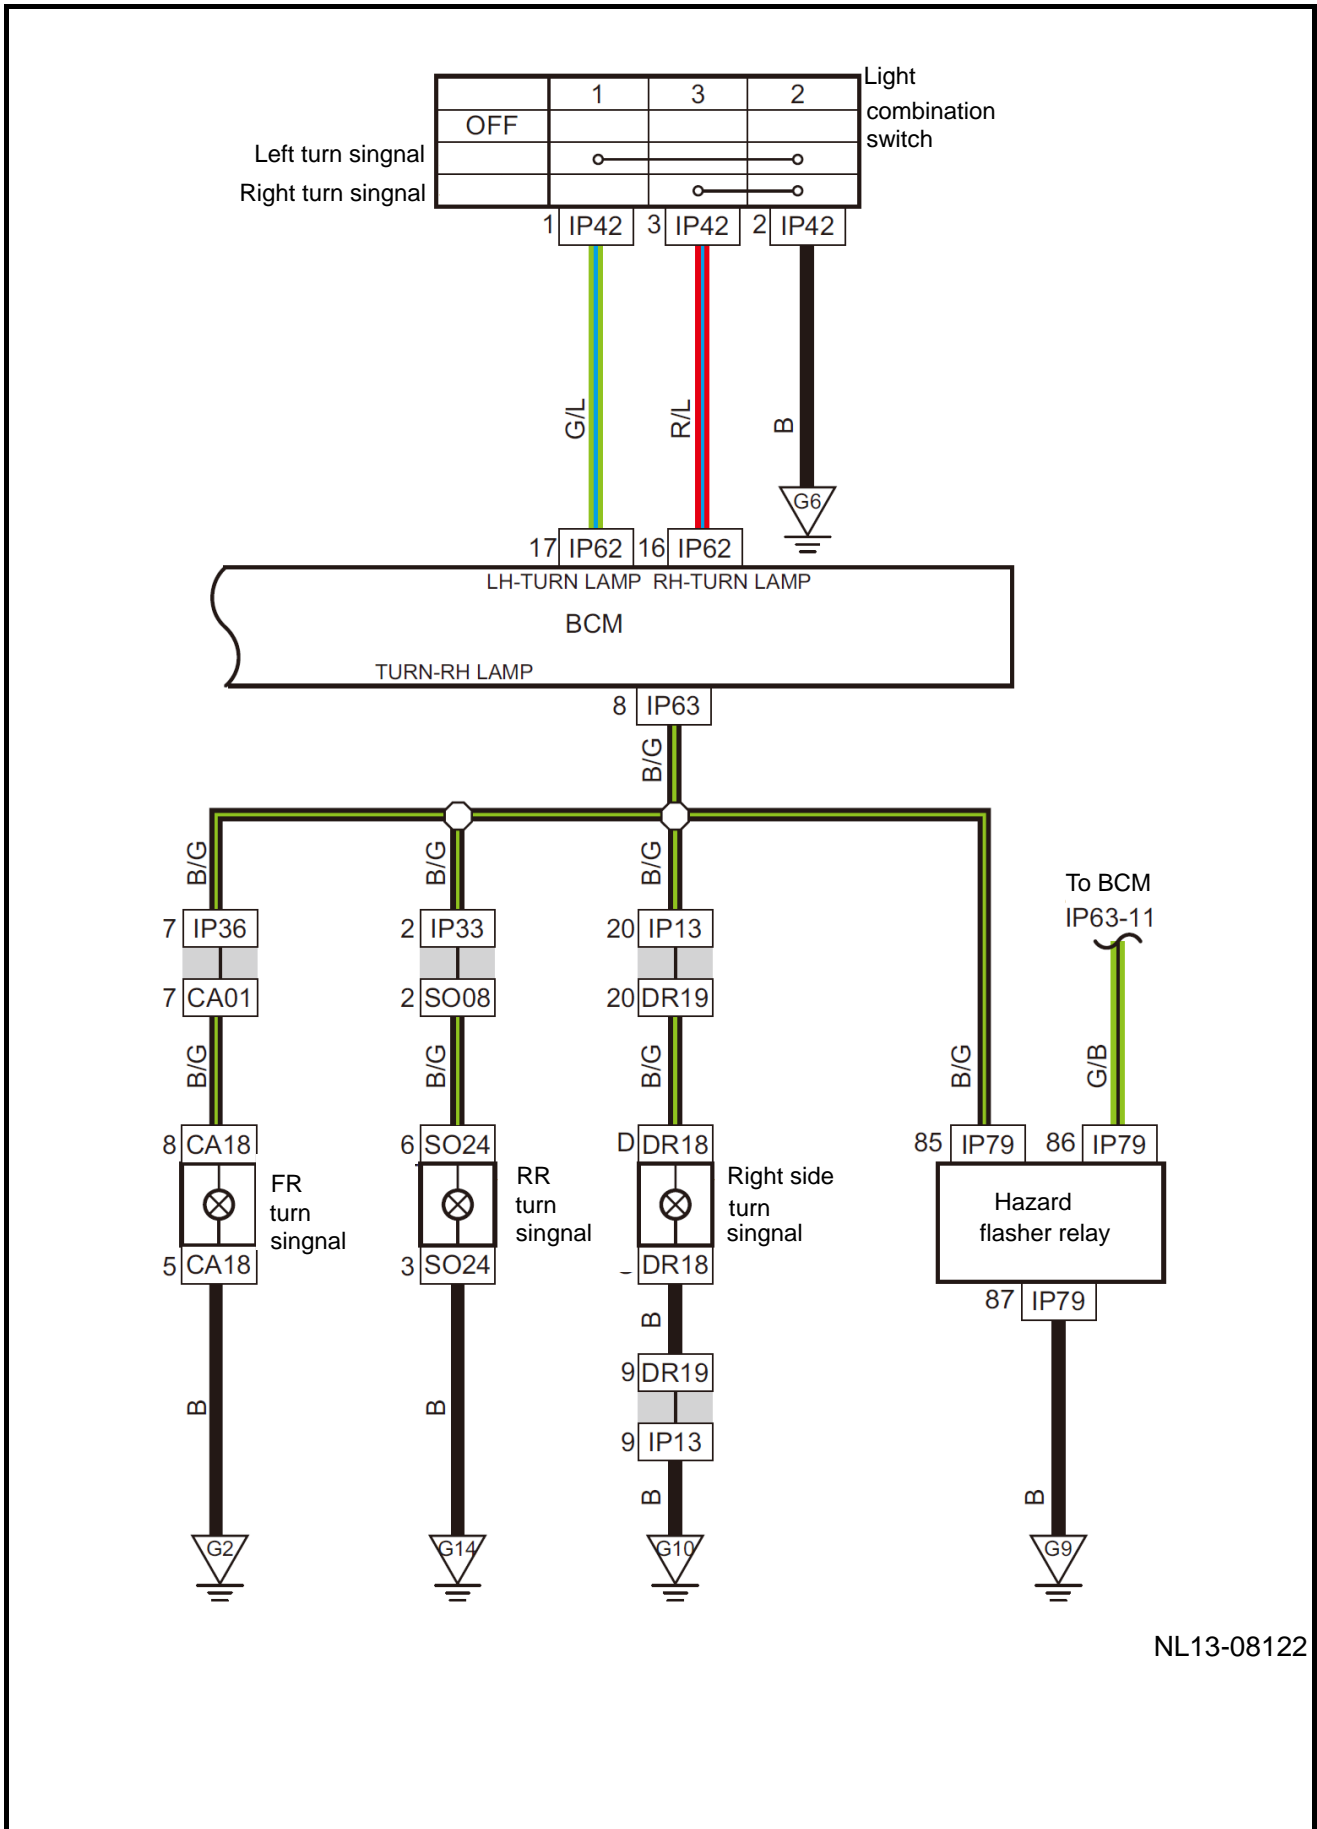 Light
1 3 2
combination
OFF
switch
Left turn singnal
Right turn singnal
1 IP42 3 IP42 2 IP42
G/L R/L B
G6
17 IP62 16 IP62
LH-TURN LAMP RH-TURN LAMP
BCM
TURN-RH LAMP
8 IP63
B/G
B/G B/G B/G
To BCM
IP63-11
7 IP36 2 IP33 20 IP13
7 CA01 2 SO08 20 DR19
B/G B/G B/G B/G G/B
8 CA18 6 SO24 D DR18 85 IP79 86 IP79
FR
turn
singnal
RR
turn
singnal
Right side
turn
singnal
Hazard
flasher relay
5 CA18 3 SO24 DR18
87 IP79
B
9 DR19
B B
9 IP13
B B
G2 G14 G10 G9
NL13-08122